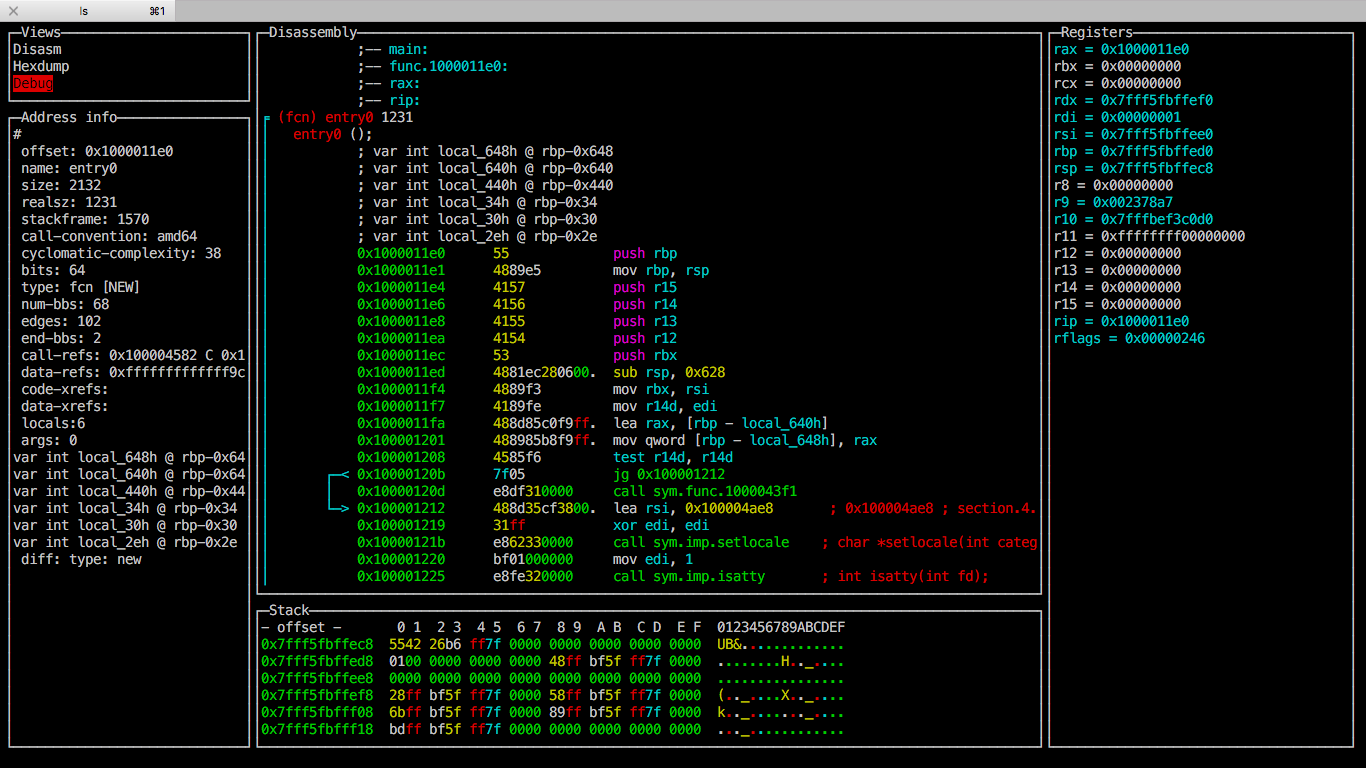 ls ⌘1
Views
Disasm
Hexdump
Debug
Address info
#
offset: 0x1000011e0
name: entry0
size: 2132
realsz: 1231
stackframe: 1570
call-convention: amd64
cyclomatic-complexity: 38
bits: 64
type: fcn [NEW]
num-bbs: 68
edges: 102
end-bbs: 2
call-refs: 0x100004582 C 0x1
data-refs: 0xffffffffffffff9c
code-xrefs:
data-xrefs:
locals:6
args: 0
var int local_648h @ rbp-0x64
var int local_640h @ rbp-0x64
var int local_440h @ rbp-0x44
var int local_34h @ rbp-0x34
var int local_30h @ rbp-0x30
var int local_2eh @ rbp-0x2e
diff: type: new
Disassembly
;-- main:
;-- func.1000011e0:
;-- rax:
;-- rip:
(fcn) entry0 1231
entry0 ();
; var int local_648h @ rbp-0x648
; var int local_640h @ rbp-0x640
; var int local_440h @ rbp-0x440
; var int local_34h @ rbp-0x34
; var int local_30h @ rbp-0x30
; var int local_2eh @ rbp-0x2e
0x1000011e0 55 push rbp
0x1000011e1 4889e5 mov rbp, rsp
0x1000011e4 4157 push r15
0x1000011e6 4156 push r14
0x1000011e8 4155 push r13
0x1000011ea 4154 push r12
0x1000011ec 53 push rbx
0x1000011ed 4881ec280600. sub rsp, 0x628
0x1000011f4 4889f3 mov rbx, rsi
0x1000011f7 4189fe mov r14d, edi
0x1000011fa 488d85c0f9ff. lea rax, [rbp - local_640h]
0x100001201 488985b8f9ff. mov qword [rbp - local_648h], rax
0x100001208 4585f6 test r14d, r14d
0x10000120b 7f05 jg 0x100001212
0x10000120d e8df310000 call sym.func.1000043f1
0x100001212 488d35cf3800. lea rsi, 0x100004ae8 ; 0x100004ae8 ; section.4.
0x100001219 31ff xor edi, edi
0x10000121b e862330000 call sym.imp.setlocale ; char *setlocale(int categ
0x100001220 bf01000000 mov edi, 1
0x100001225 e8fe320000 call sym.imp.isatty ; int isatty(int fd);
Stack
- offset - 0 1 2 3 4 5 6 7 8 9 A B C D E F 0123456789ABCDEF
0x7fff5fbffec8 5542 26b6 ff7f 0000 0000 0000 0000 0000 UB&.............
0x7fff5fbffed8 0100 0000 0000 0000 48ff bf5f ff7f 0000 ........H.._....
0x7fff5fbffee8 0000 0000 0000 0000 0000 0000 0000 0000 ................
0x7fff5fbffef8 28ff bf5f ff7f 0000 58ff bf5f ff7f 0000 (.._....X.._....
0x7fff5fbfff08 6bff bf5f ff7f 0000 89ff bf5f ff7f 0000 k.._......._....
0x7fff5fbfff18 bdff bf5f ff7f 0000 0000 0000 0000 0000 ..._............
Registers
rax = 0x1000011e0
rbx = 0x00000000
rcx = 0x00000000
rdx = 0x7fff5fbffef0
rdi = 0x00000001
rsi = 0x7fff5fbffee0
rbp = 0x7fff5fbffed0
rsp = 0x7fff5fbffec8
r8 = 0x00000000
r9 = 0x002378a7
r10 = 0x7fffbef3c0d0
r11 = 0xffffffff00000000
r12 = 0x00000000
r13 = 0x00000000
r14 = 0x00000000
r15 = 0x00000000
rip = 0x1000011e0
rflags = 0x00000246